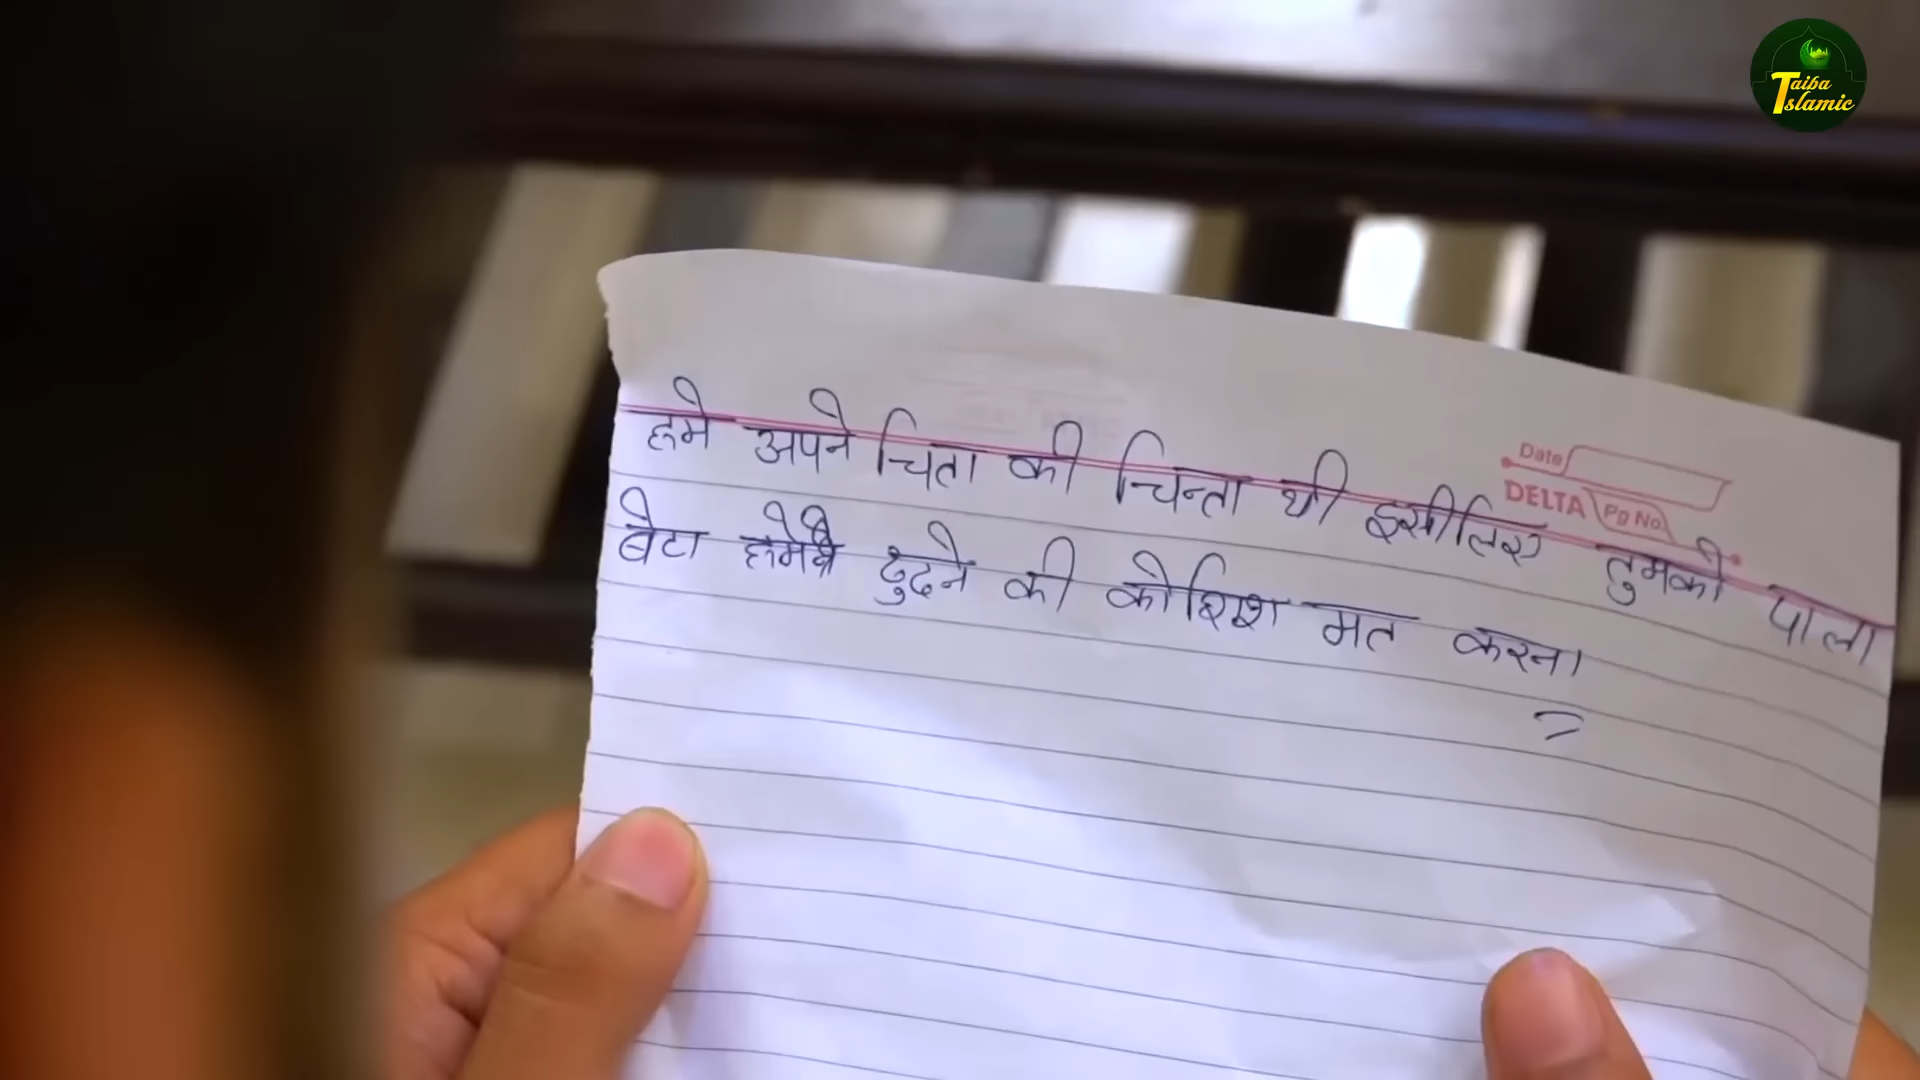 Taiba
Islamic
Date
DELTA Pg No.
हमे अपने चिता की चिन्ता थी इसीलिए तुमको पाला
बेटा हमे ढुढने की कोशिश मत करना